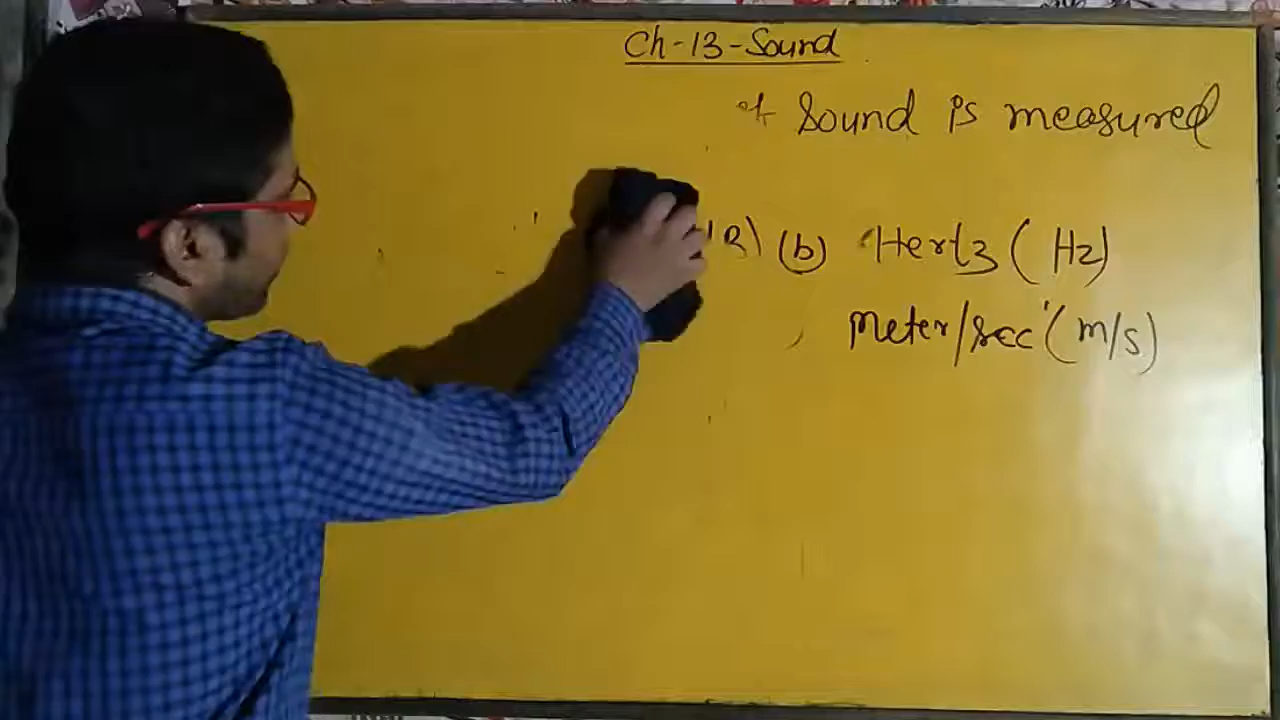 Ch-13-Sound
of Sound is measured
(b) Hertz (Hz)
Meter/sec (m/s)